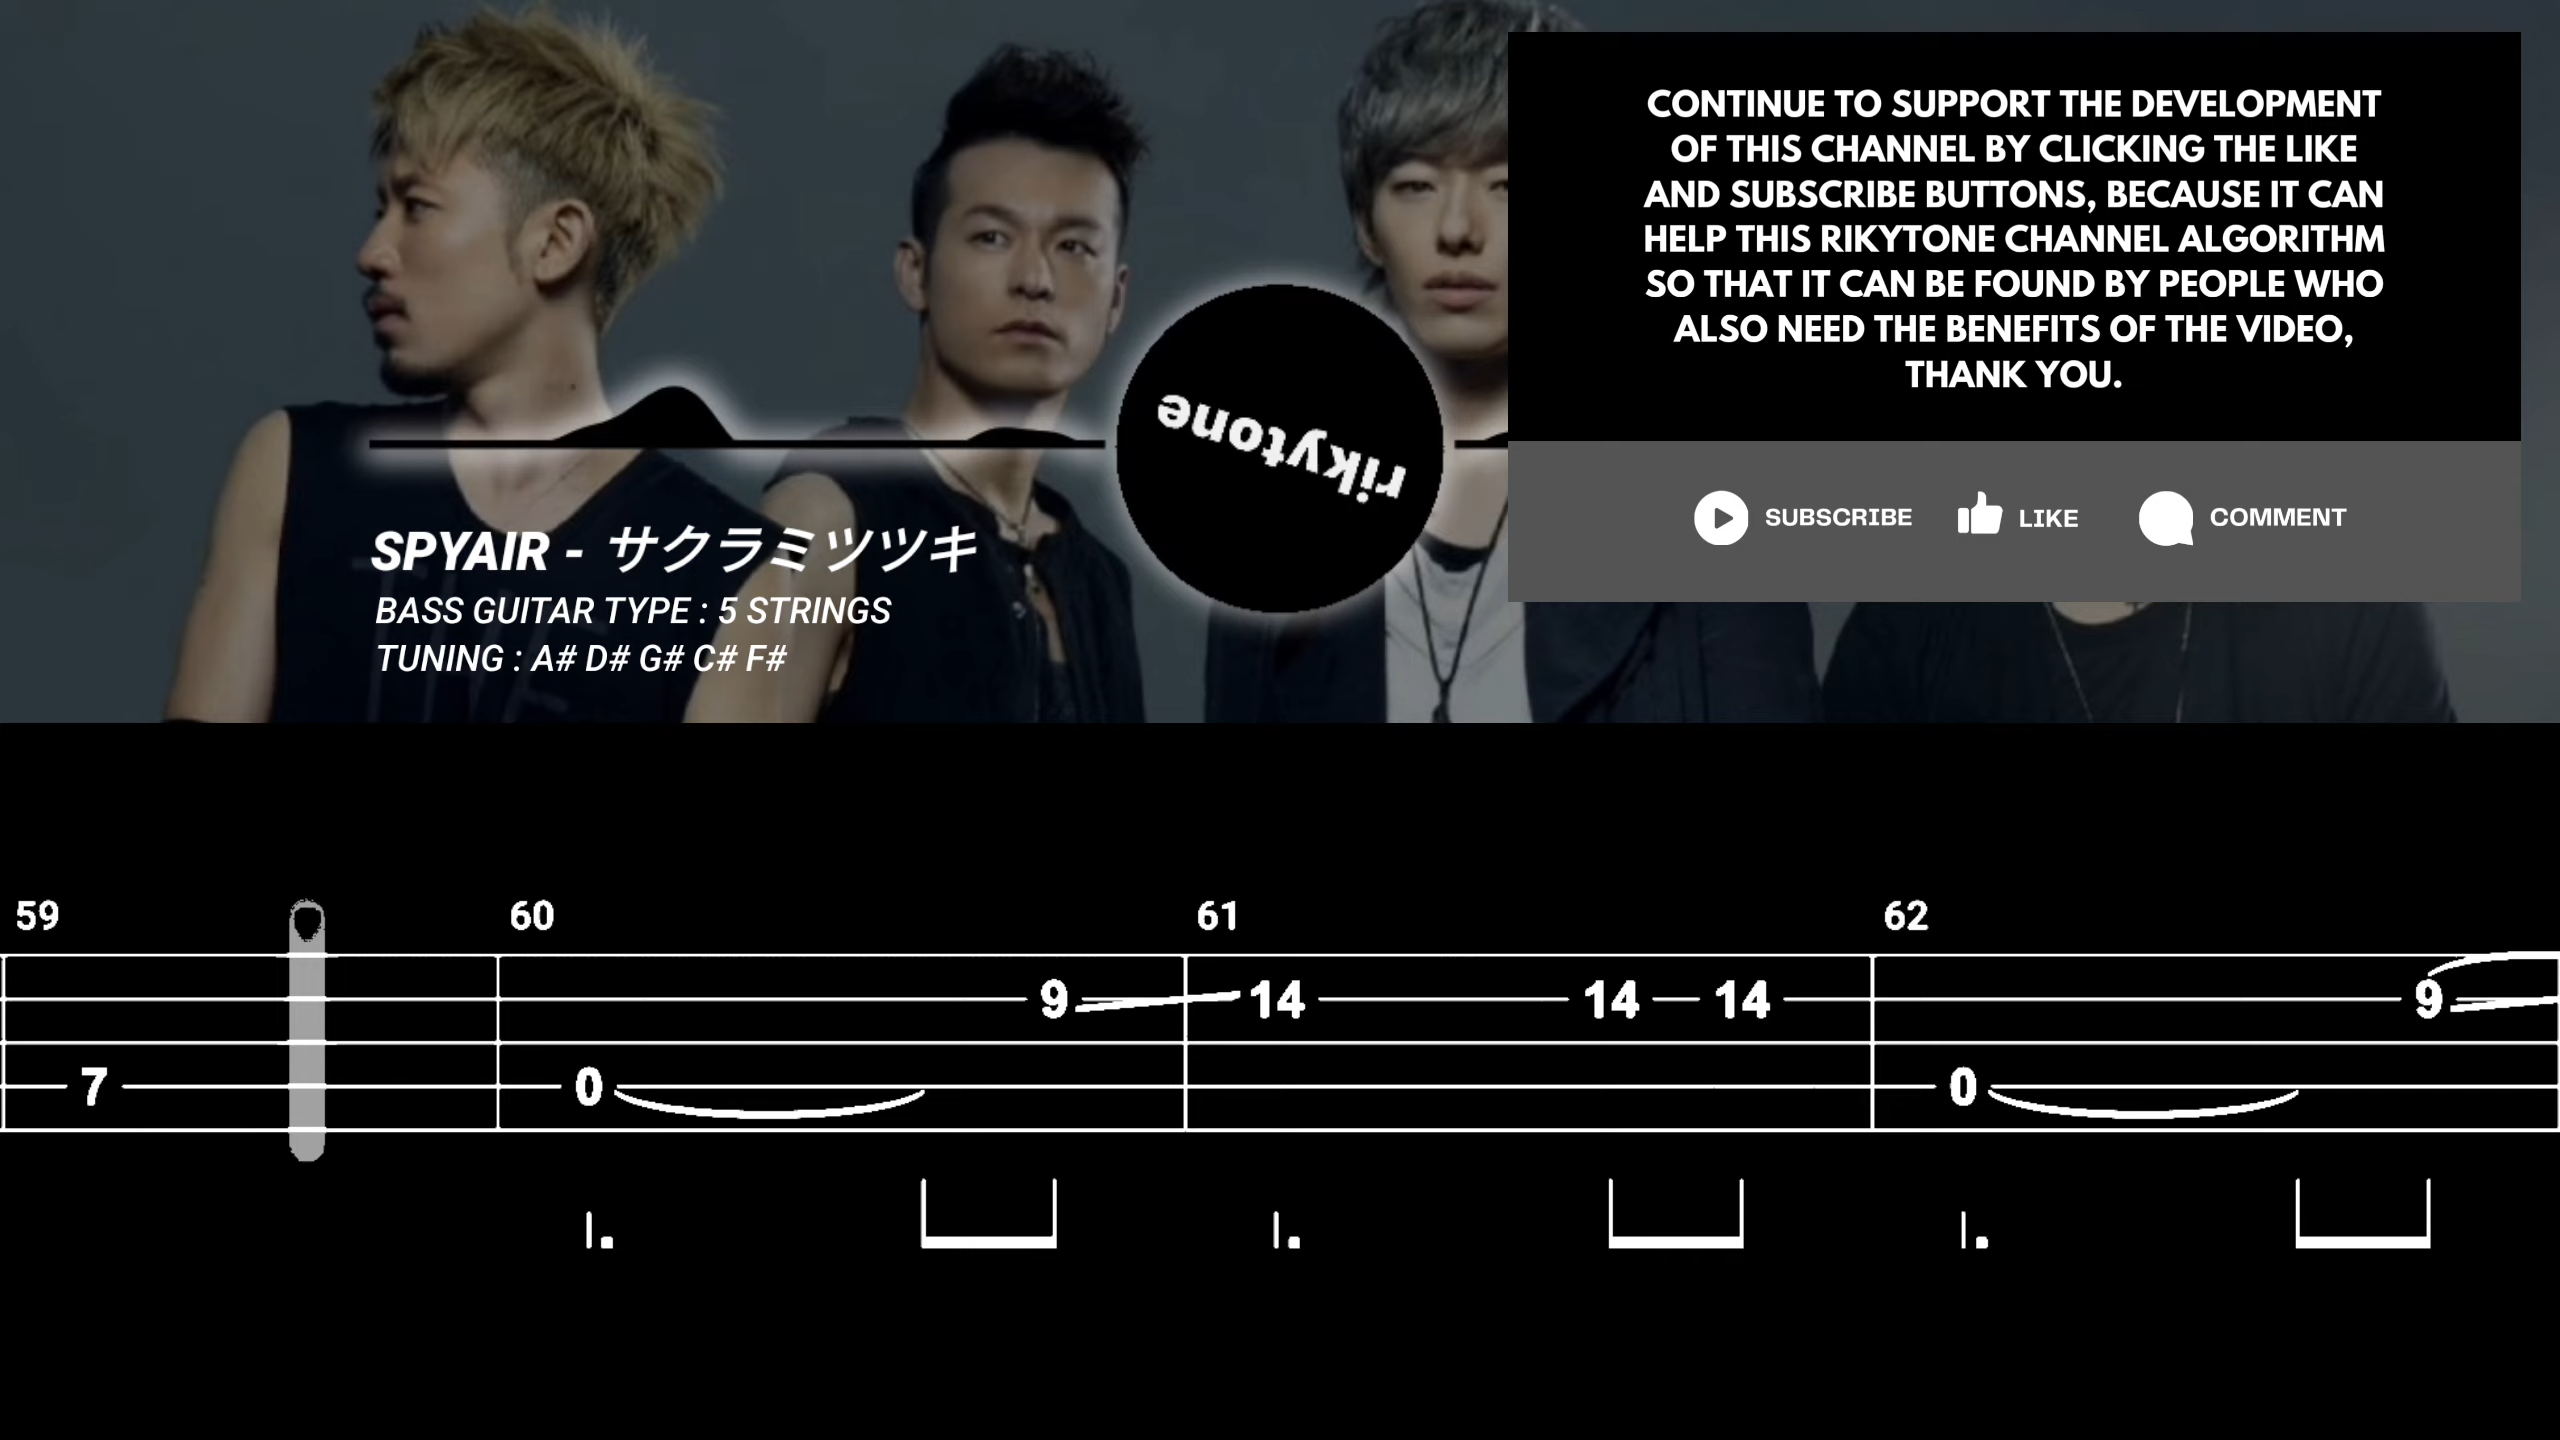 CONTINUE TO SUPPORT THE DEVELOPMENT
OF THIS CHANNEL BY CLICKING THE LIKE
AND SUBSCRIBE BUTTONS, BECAUSE IT CAN
HELP THIS RIKYTONE CHANNEL ALGORITHM
SO THAT IT CAN BE FOUND BY PEOPLE WHO
ALSO NEED THE BENEFITS OF THE VIDEO,
THANK YOU.
SUBSCRIBE LIKE COMMENT
rikytone
SPYAIR - サクラミツツキ
BASS GUITAR TYPE : 5 STRINGS
TUNING : A# D# G# C# F#
59 60 61 62
9 14 14 14 9
7 0 0